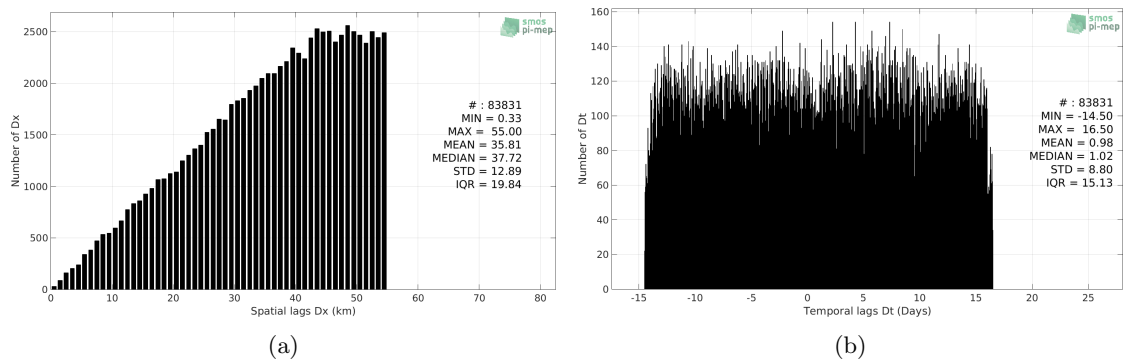 smos
pi-mep
2500
2000
1500
1000
500
0
Number of Dx
# : 83831
MIN = 0.33
MAX = 55.00
MEAN = 35.81
MEDIAN = 37.72
STD = 12.89
IQR = 19.84
0 10 20 30 40 50 60 70 80
Spatial lags Dx (km)
(a)
smos
pi-mep
160
140
120
100
80
60
40
20
0
Number of Dt
# : 83831
MIN = -14.50
MAX = 16.50
MEAN = 0.98
MEDIAN = 1.02
STD = 8.80
IQR = 15.13
-15 -10 -5 0 5 10 15 20 25
Temporal lags Dt (Days)
(b)